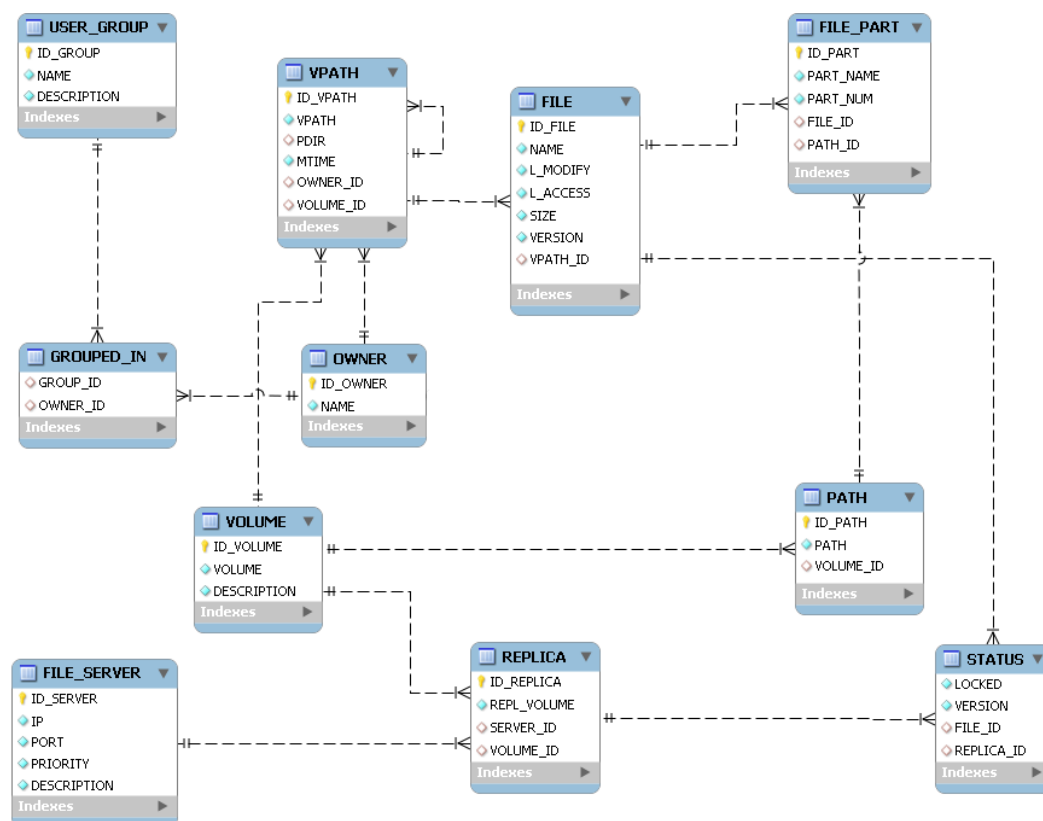 USER_GROUP
ID_GROUP
NAME
DESCRIPTION
Indexes
VPATH
ID_VPATH
VPATH
PDIR
MTIME
OWNER_ID
VOLUME_ID
Indexes
FILE
ID_FILE
NAME
L_MODIFY
L_ACCESS
SIZE
VERSION
VPATH_ID
Indexes
FILE_PART
ID_PART
PART_NAME
PART_NUM
FILE_ID
PATH_ID
Indexes
GROUPED_IN
GROUP_ID
OWNER_ID
Indexes
OWNER
ID_OWNER
NAME
Indexes
VOLUME
ID_VOLUME
VOLUME
DESCRIPTION
Indexes
PATH
ID_PATH
PATH
VOLUME_ID
Indexes
FILE_SERVER
ID_SERVER
IP
PORT
PRIORITY
DESCRIPTION
Indexes
REPLICA
ID_REPLICA
REPL_VOLUME
SERVER_ID
VOLUME_ID
Indexes
STATUS
LOCKED
VERSION
FILE_ID
REPLICA_ID
Indexes